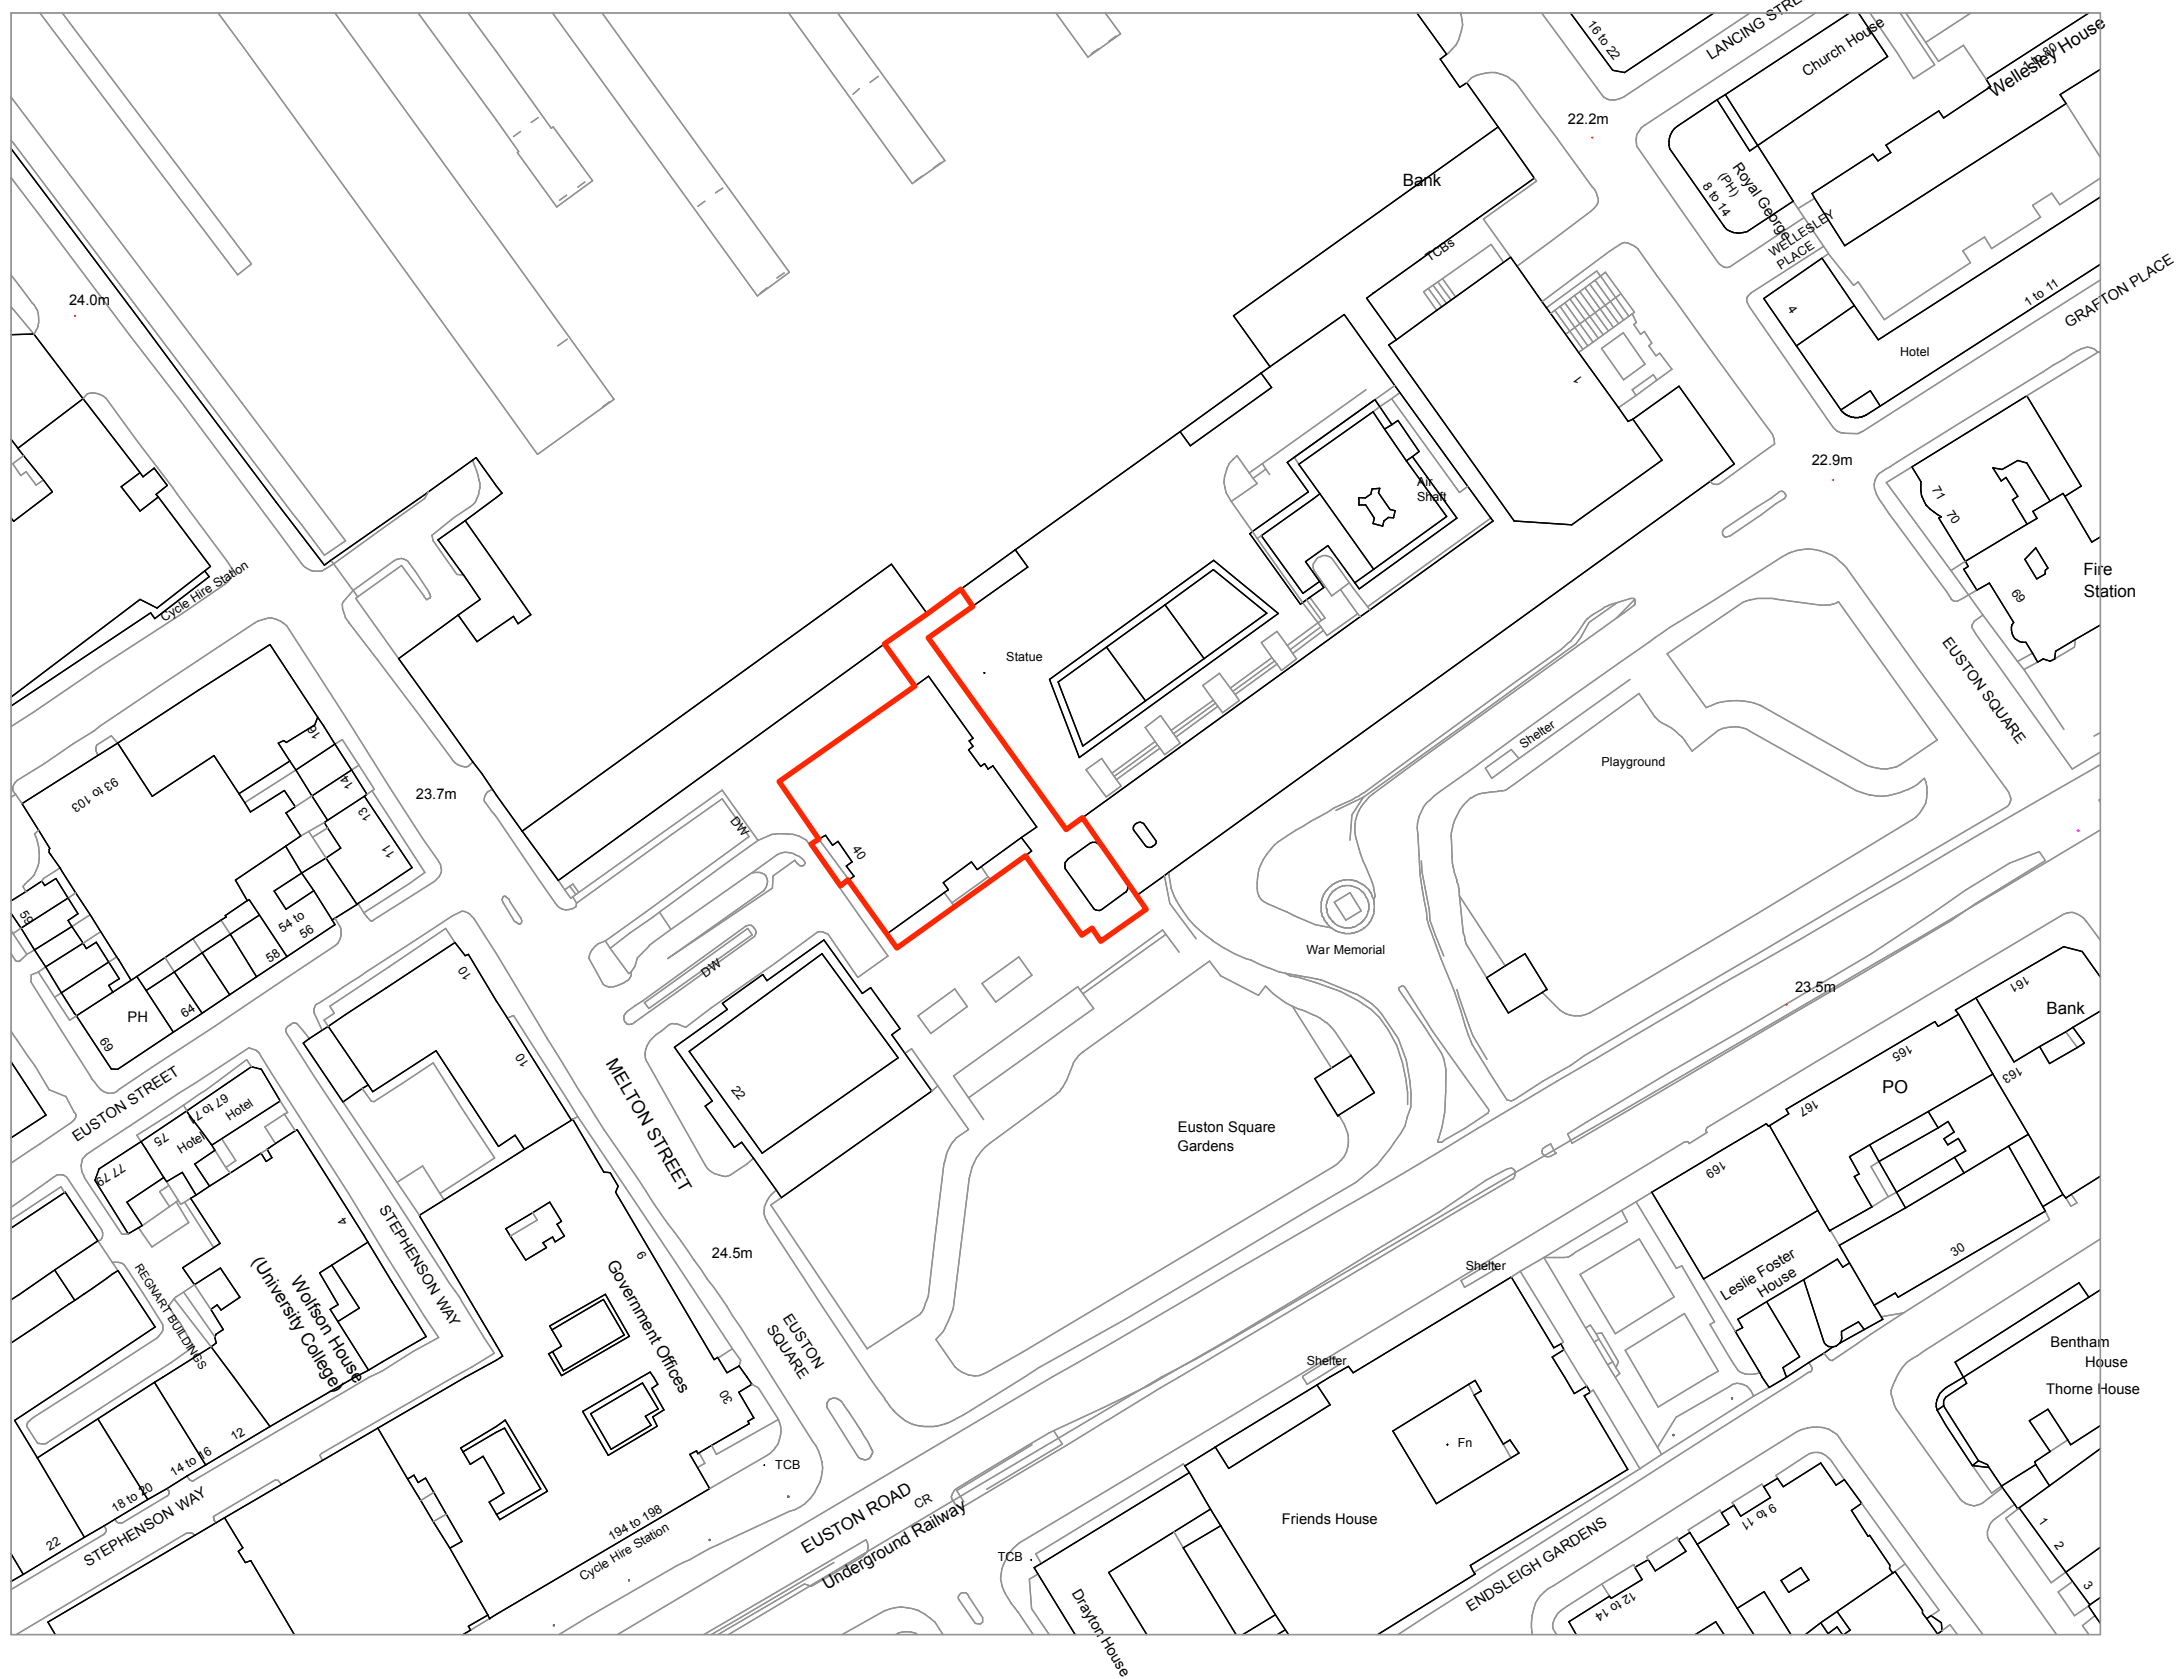 16 to 22
LANCING STRE
Church House
1 to 80
Wellesley House
22.2m
Royal George
(PH)
8 to 14
WELLESLEY
PLACE
Bank
TCBs
GRAFTON PLACE
1 to 11
4
Hotel
24.0m
1
22.9m
Air
Shaft
71
70
Fire
Station
69
Cycle Hire Station
EUSTON SQUARE
Statue
Shelter
Playground
16
14
13
11
93 to 103
23.7m
DW
40
59
54 to
56
58
64
PH
69
DW
10
10
War Memorial
23.5m
161
Bank
165
163
PO
167
169
EUSTON STREET
67 to 71
Hotel
75
Hotel
77 79
MELTON STREET
22
Euston Square
Gardens
4
STEPHENSON WAY
REGNART BUILDINGS
Wolfson House
(University College)
6
Government Offices
24.5m
EUSTON
SQUARE
30
Shelter
Leslie Foster
House
30
Shelter
Bentham
House
Thorne House
12
14 to 16
18 to 20
22
STEPHENSON WAY
TCB
194 to 198
Cycle Hire Station
EUSTON ROAD
CR
Underground Railway
Fn
Friends House
TCB
Drayton House
ENDSLEIGH GARDENS
9 to 11
12 to 14
1
2
3